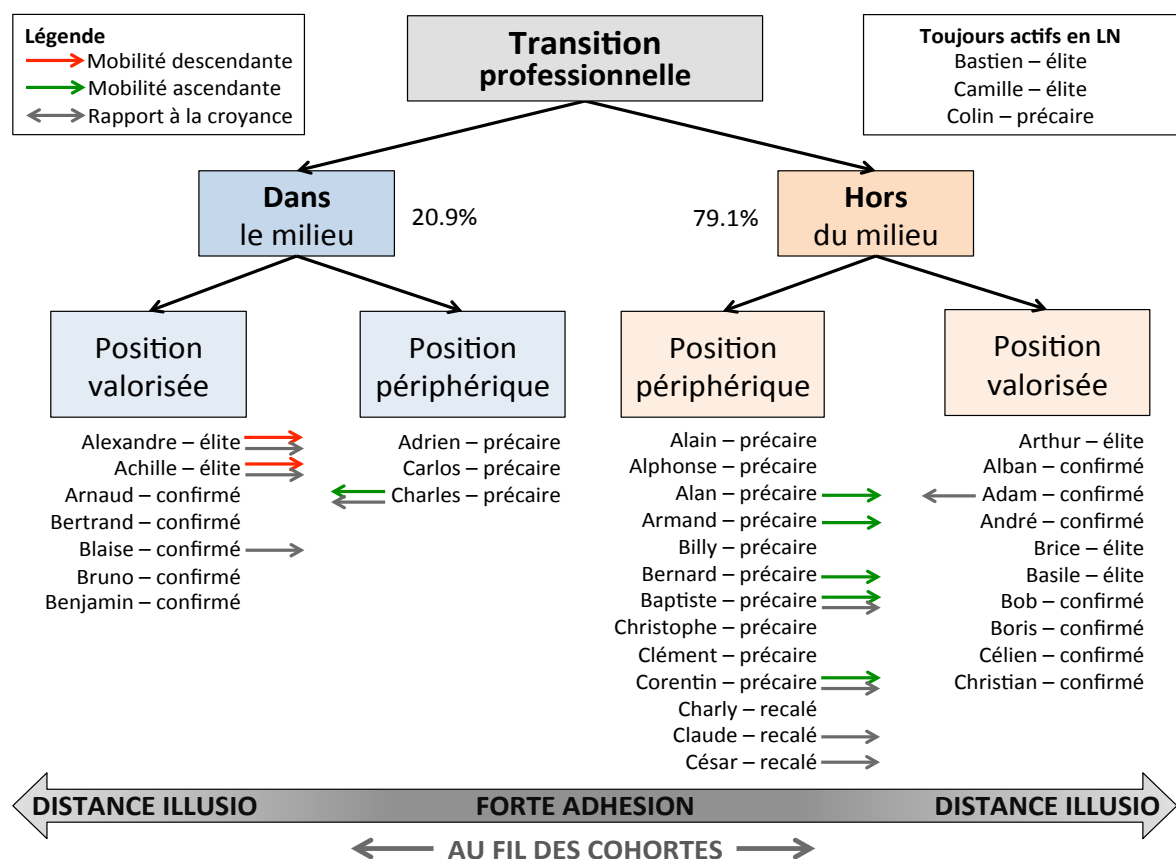 Légende
Mobilité descendante
Mobilité ascendante
Rapport à la croyance
Transition
professionnelle
Toujours actifs en LN
Bastien – élite
Camille – élite
Colin – précaire
Dans
le milieu
20.9%
79.1%
Hors
du milieu
Position
valorisée
Position
périphérique
Position
périphérique
Position
valorisée
Alexandre – élite
Achille – élite
Arnaud – confirmé
Bertrand – confirmé
Blaise – confirmé
Bruno – confirmé
Benjamin – confirmé
Adrien – précaire
Carlos – précaire
Charles – précaire
Alain – précaire
Alphonse – précaire
Alan – précaire
Armand – précaire
Billy – précaire
Bernard – précaire
Baptiste – précaire
Christophe – précaire
Clément – précaire
Corentin – précaire
Charly – recalé
Claude – recalé
César – recalé
Arthur – élite
Alban – confirmé
Adam – confirmé
André – confirmé
Brice – élite
Basile – élite
Bob – confirmé
Boris – confirmé
Célien – confirmé
Christian – confirmé
DISTANCE ILLUSIO
FORTE ADHESION
DISTANCE ILLUSIO
AU FIL DES COHORTES